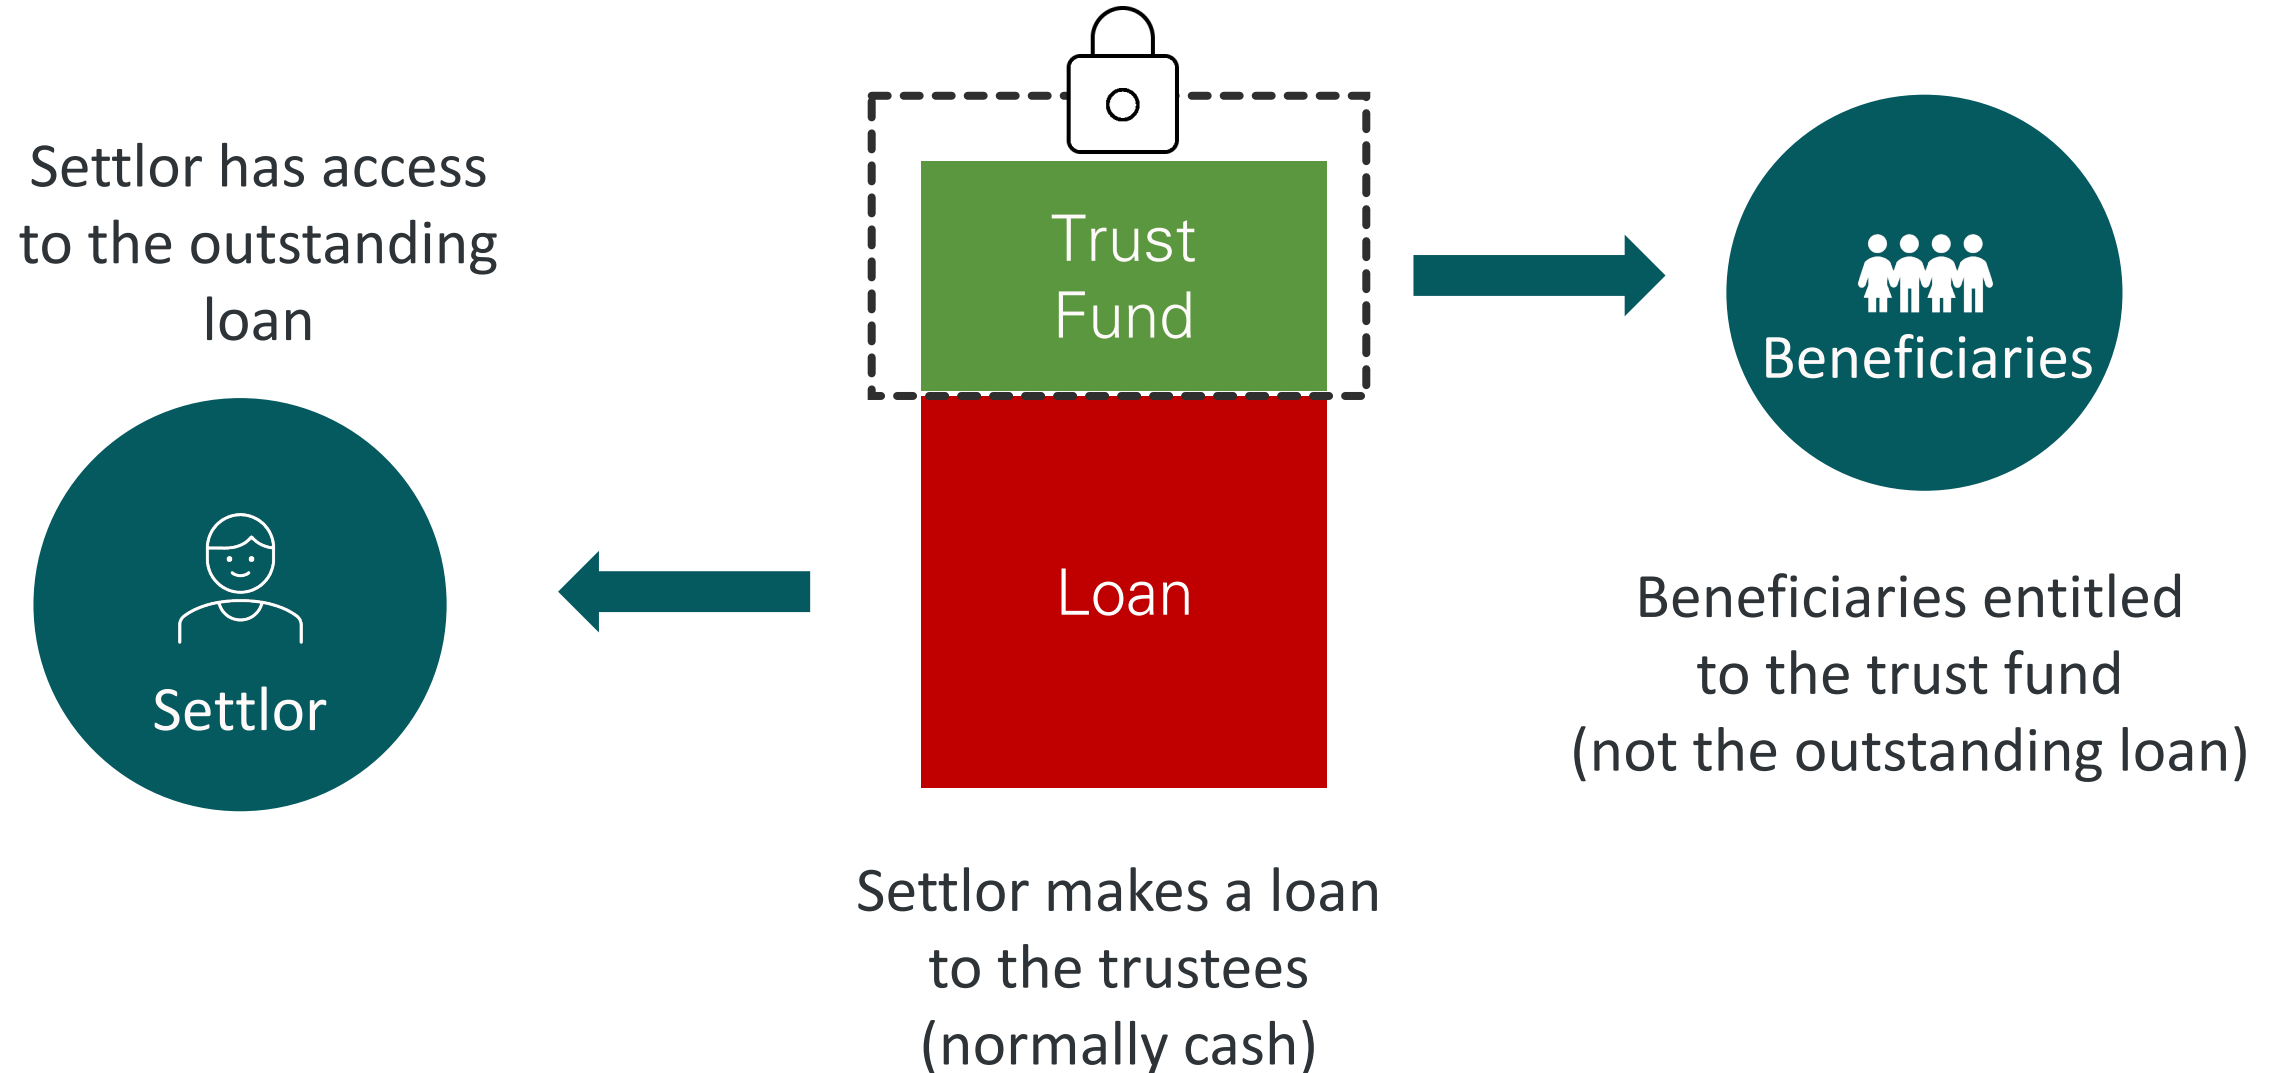 Settlor has access
to the outstanding
loan
Settlor
Trust
Fund
Loan
Settlor makes a loan
to the trustees
(normally cash)
Beneficiaries
Beneficiaries entitled
to the trust fund
(not the outstanding loan)